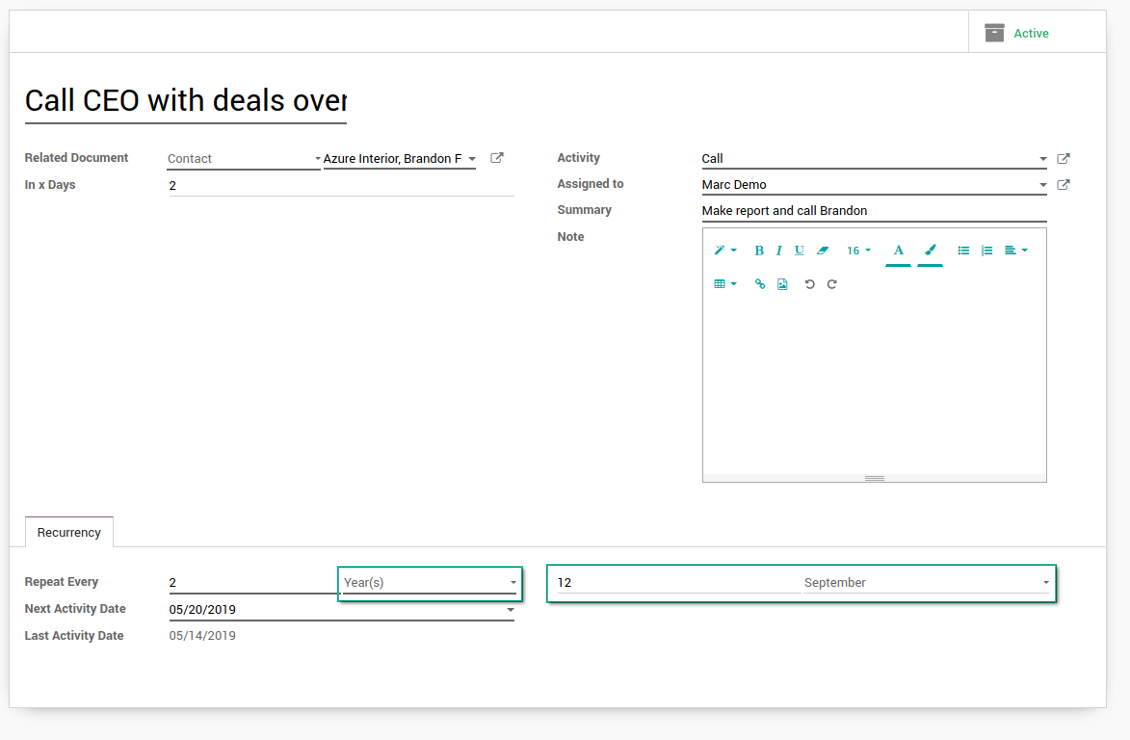 Active
Call CEO with deals over
Related Document Contact Azure Interior, Brandon F
In x Days 2
Activity Call
Assigned to Marc Demo
Summary Make report and call Brandon
Note
B I U 16 A
Recurrency
Repeat Every 2 Year(s) 12 September
Next Activity Date 05/20/2019
Last Activity Date 05/14/2019